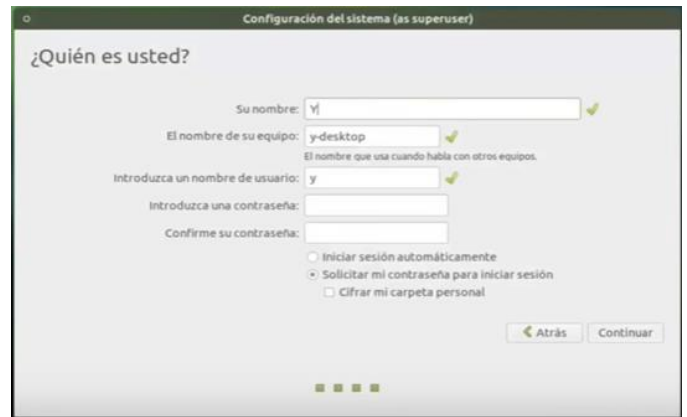 Configuración del sistema (as superuser)
¿Quién es usted?
Su nombre: Y
El nombre de su equipo: y-desktop
El nombre que usa cuando habla con otros equipos.
Introduzca un nombre de usuario: y
Introduzca una contraseña:
Confirme su contraseña:
Iniciar sesión automáticamente
Solicitar mi contraseña para iniciar sesión
Cifrar mi carpeta personal
Atrás Continuar